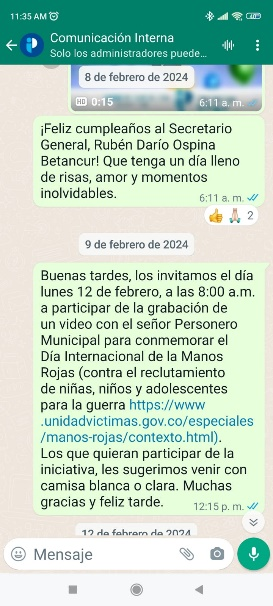 11:35 AM
Comunicación Interna
Solo los administradores puede...
8 de febrero de 2024
HD 0:15
6:11 a. m.
¡Feliz cumpleaños al Secretario
General, Rubén Darío Ospina
Betancur! Que tenga un día lleno
de risas, amor y momentos
inolvidables.
6:11 a. m.
2
9 de febrero de 2024
Buenas tardes, los invitamos el día
lunes 12 de febrero, a las 8:00 a.m.
a participar de la grabación de
un video con el señor Personero
Municipal para conmemorar el
Día Internacional de la Manos
Rojas (contra el reclutamiento
de niñas, niños y adolescentes
para la guerra https://www
.unidadvictimas.gov.co/especiales
/manos-rojas/contexto.html).
Los que quieran participar de la
iniciativa, les sugerimos venir con
camisa blanca o clara. Muchas
gracias y feliz tarde.
12:15 p. m.
12 de febrero de 2024
Mensaje